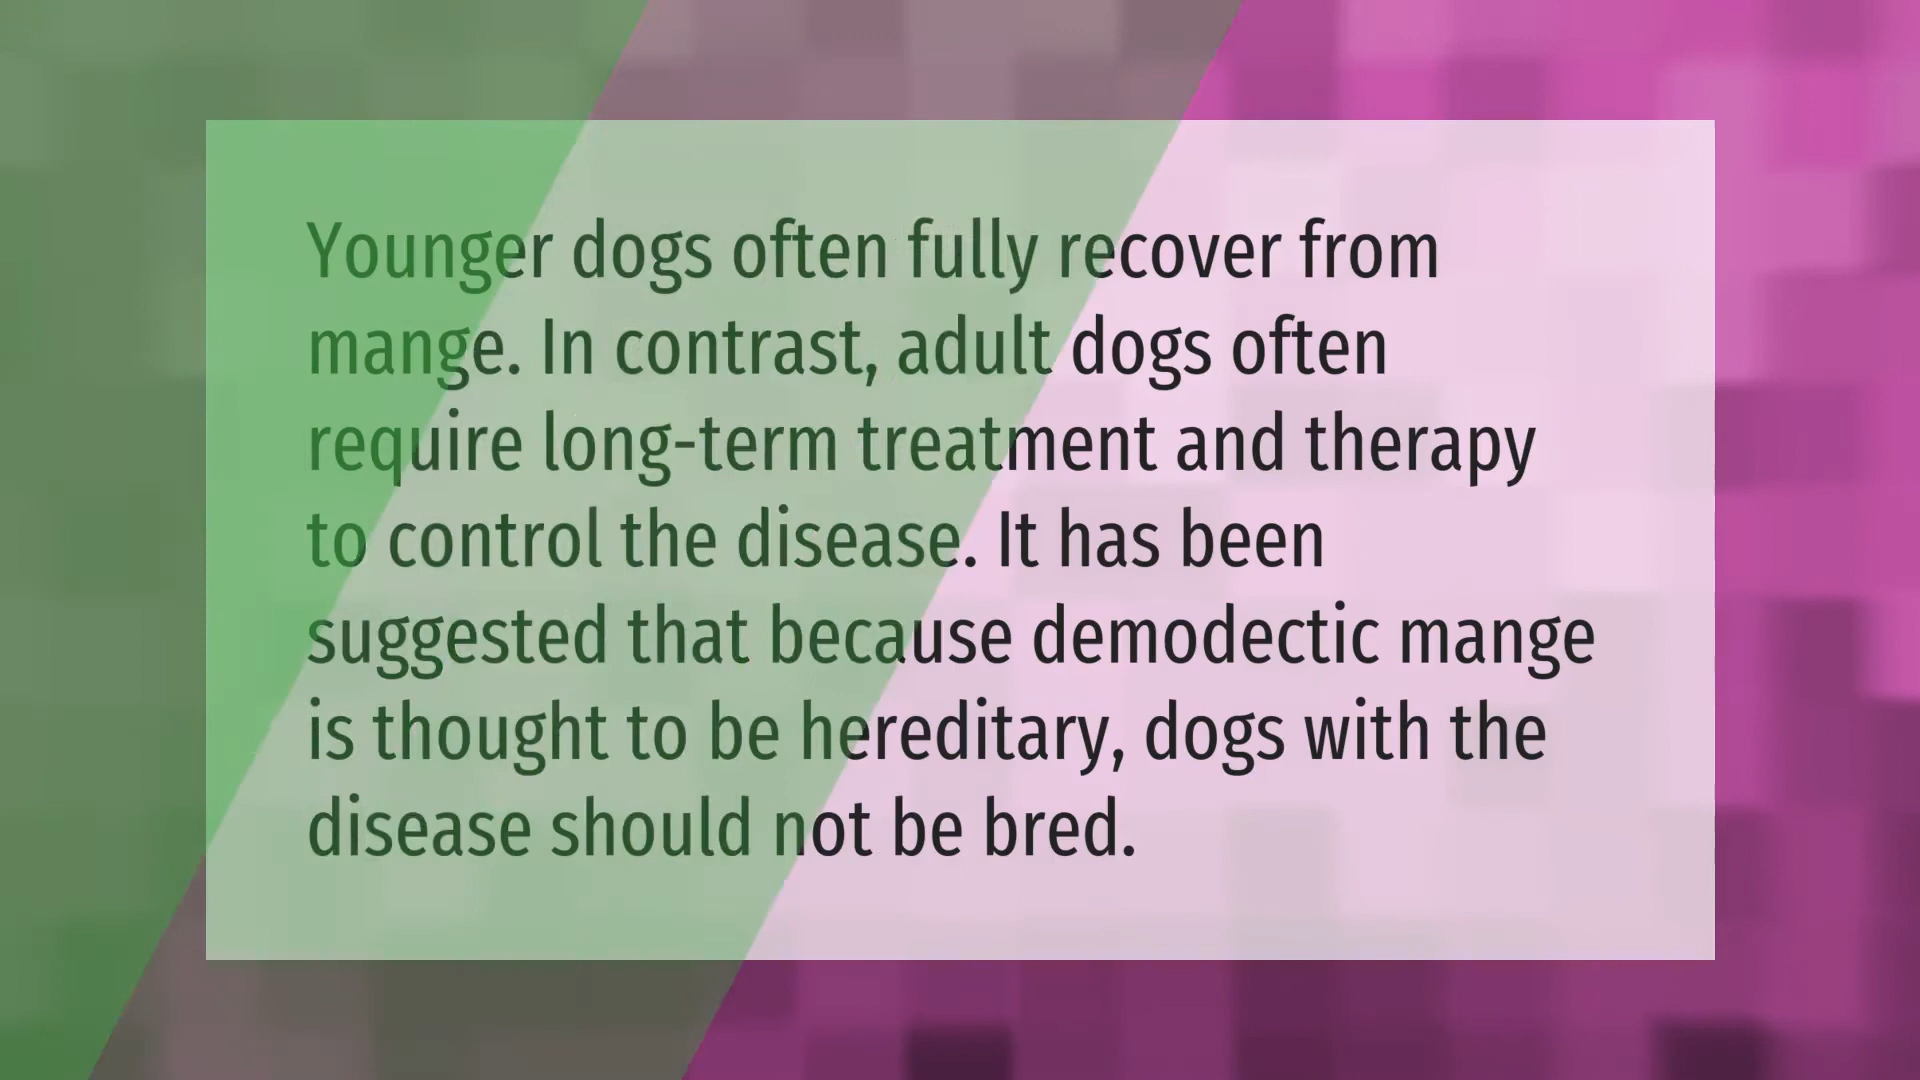 Younger dogs often fully recover from
mange. In contrast, adult dogs often
require long-term treatment and therapy
to control the disease. It has been
suggested that because demodectic mange
is thought to be hereditary, dogs with the
disease should not be bred.